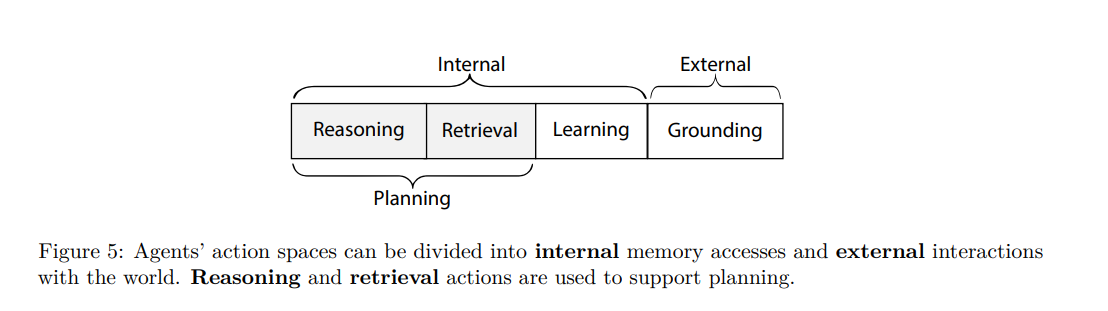 Internal External
Reasoning Retrieval Learning Grounding
Planning
Figure 5: Agents’ action spaces can be divided into internal memory accesses and external interactions
with the world. Reasoning and retrieval actions are used to support planning.